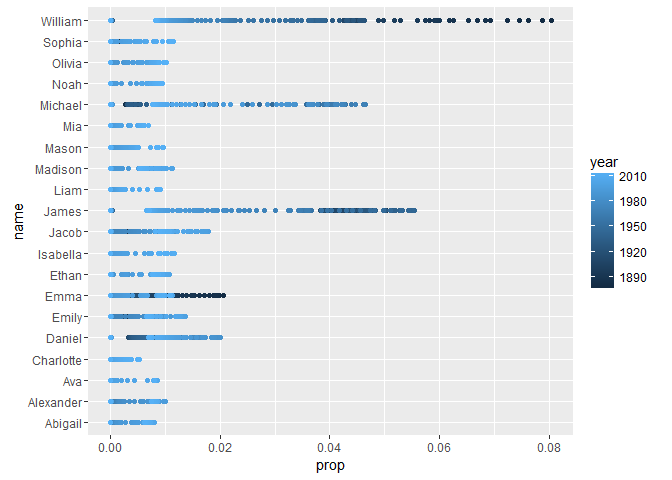 William
Sophia
Olivia
Noah
Michael
Mia
Mason
Madison
Liam
James
Jacob
Isabella
Ethan
Emma
Emily
Daniel
Charlotte
Ava
Alexander
Abigail
name
0.00 0.02 0.04 0.06 0.08
prop
year
2010
1980
1950
1920
1890